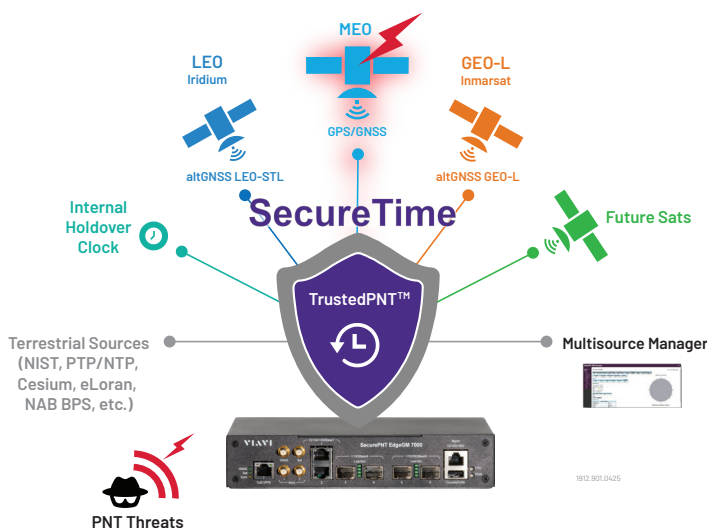 MEO
LEO
Iridium
GEO-L
Inmarsat
GPS/GNSS
altGNSS LEO-STL
altGNSS GEO-L
SecureTime
Internal
Holdover
Clock
Future Sats
TrustedPNT™
Terrestrial Sources
(NIST, PTP/NTP,
Cesium, eLoran,
NAB BPS, etc.)
Multisource Manager
VIAVI
SecurePNT EdgeGM 7000
1912.901.0425
PNT Threats